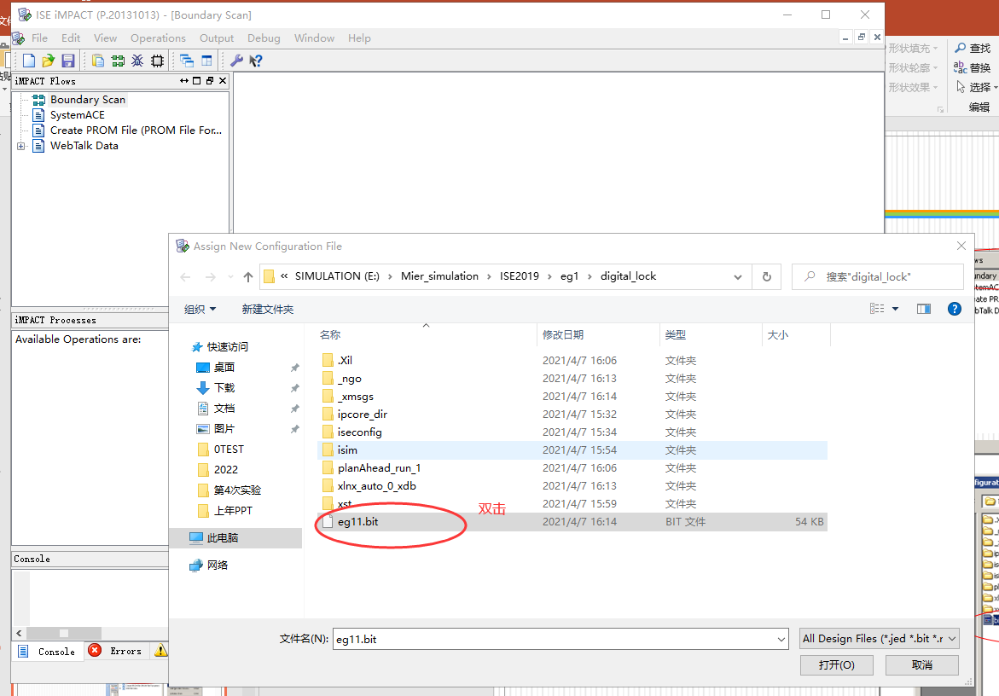 ISE iMPACT (P.20131013) - [Boundary Scan]
File Edit View Operations Output Debug Window Help
形状填充
形状轮廓
形状效果
查找
替换
选择
编辑
iMPACT Flows
Boundary Scan
SystemACE
Create PROM File (PROM File For...
WebTalk Data
iMPACT Processes
Available Operations are:
Console
Console
Errors
Assign New Configuration File
« SIMULATION (E:) › Mier_simulation › ISE2019 › eg1 › digital_lock
搜索"digital_lock"
组织
新建文件夹
快速访问
桌面
下载
文档
图片
0TEST
2022
第4次实验
上年PPT
此电脑
网络
名称 修改日期 类型 大小
.Xil 2021/4/7 16:06 文件夹
_ngo 2021/4/7 16:13 文件夹
_xmsgs 2021/4/7 16:14 文件夹
ipcore_dir 2021/4/7 15:32 文件夹
iseconfig 2021/4/7 15:34 文件夹
isim 2021/4/7 15:54 文件夹
planAhead_run_1 2021/4/7 16:06 文件夹
xlnx_auto_0_xdb 2021/4/7 16:13 文件夹
xst 2021/4/7 15:59 文件夹
eg11.bit 2021/4/7 16:14 BIT 文件 54 KB
双击
文件名(N): eg11.bit
All Design Files (*.jed *.bit *.r
打开(O)
取消